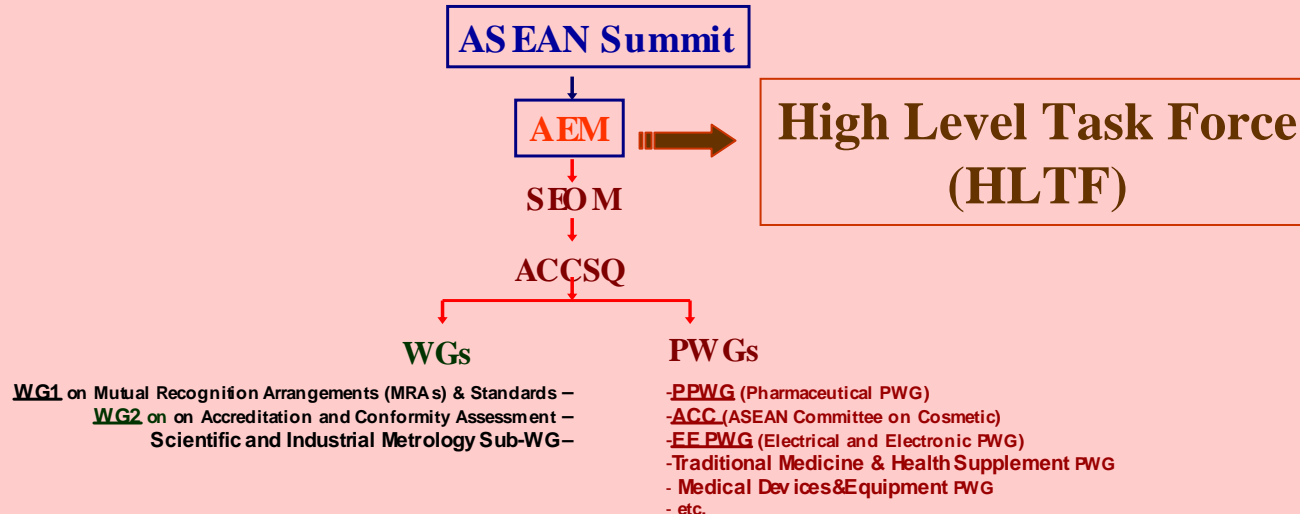 ASEAN Summit
AEM
High Level Task Force
(HLTF)
SEOM
ACCSQ
WGs
WG1 on Mutual Recognition Arrangements (MRAs) & Standards –
WG2 on on Accreditation and Conformity Assessment –
Scientific and Industrial Metrology Sub-WG–
PWGs
-PPWG (Pharmaceutical PWG)
-ACC (ASEAN Committee on Cosmetic)
-EEPWG (Electrical and Electronic PWG)
-Traditional Medicine & Health Supplement PWG
- Medical Devices&Equipment PWG
- etc.